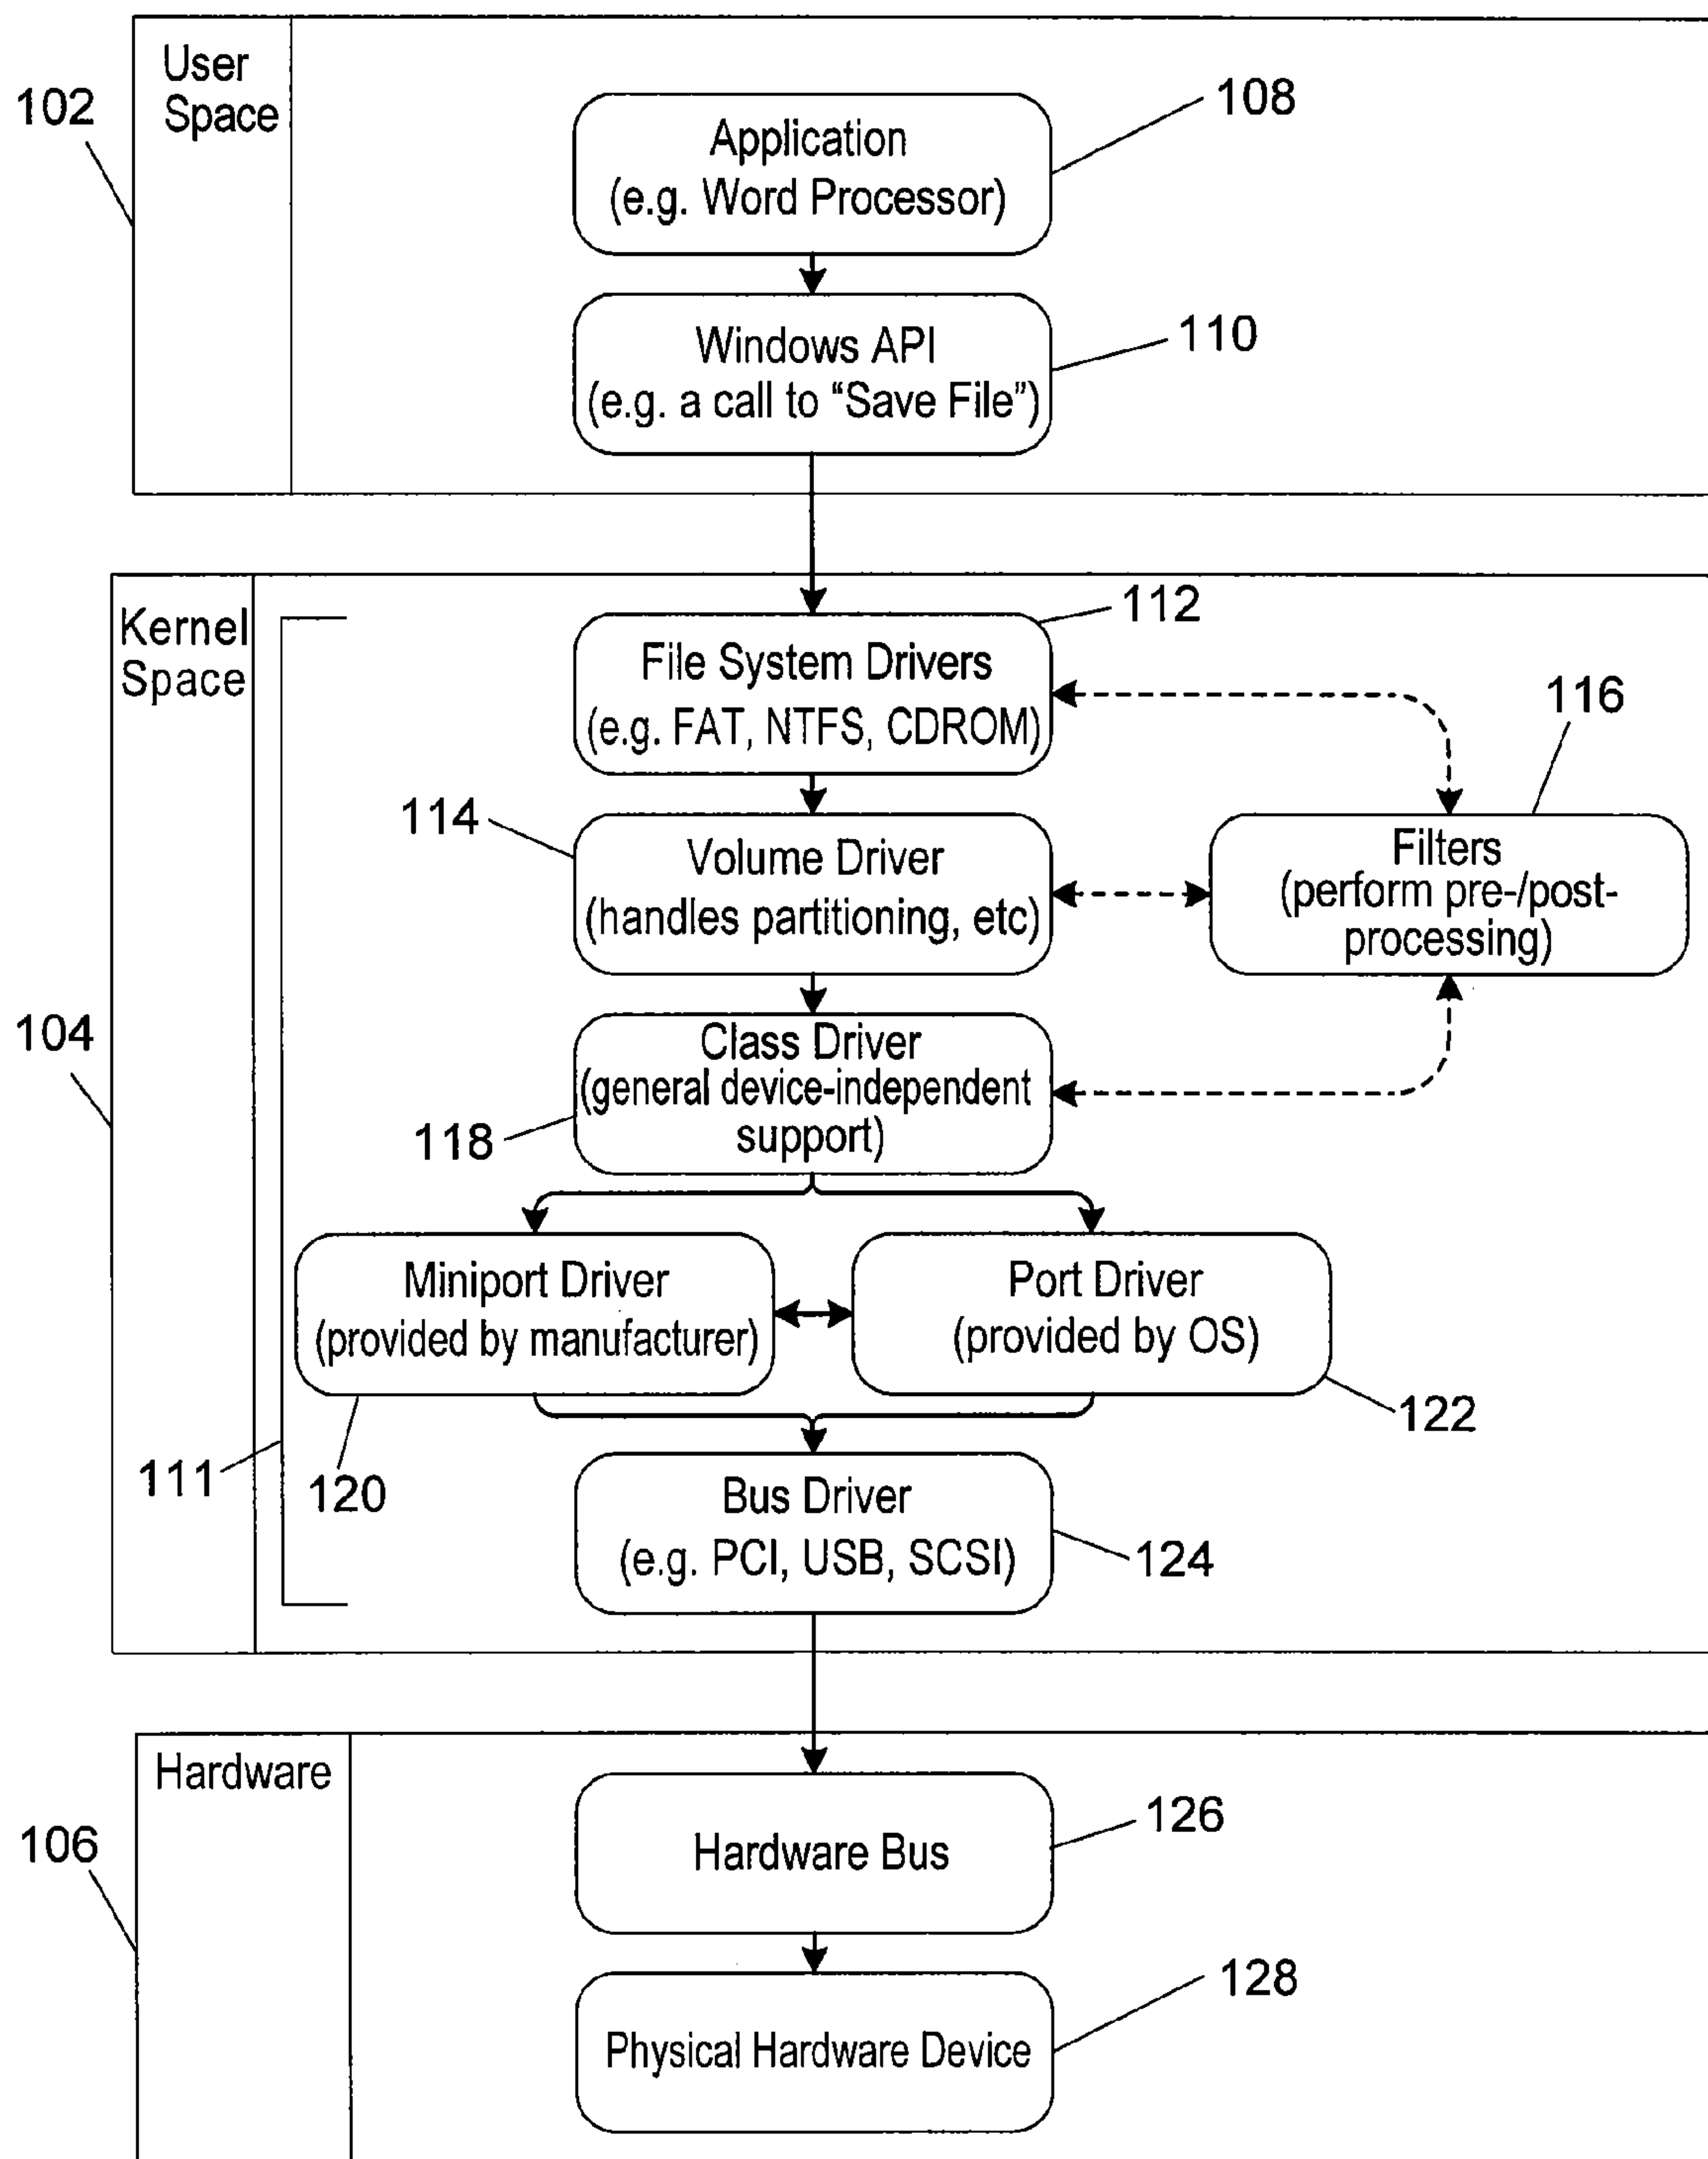 User
Space
102
108
Application
(e.g. Word Processor)
110
Windows API
(e.g. a call to “Save File”)
Kernel
Space
112
File System Drivers
(e.g. FAT, NTFS, CDROM)
116
114
Volume Driver
(handles partitioning, etc)
Filters
(perform pre-/post-
processing)
104
Class Driver
(general device-independent
support)
118
Miniport Driver
(provided by manufacturer)
Port Driver
(provided by OS)
122
111
120
Bus Driver
(e.g. PCI, USB, SCSI)
124
Hardware
106
126
Hardware Bus
128
Physical Hardware Device